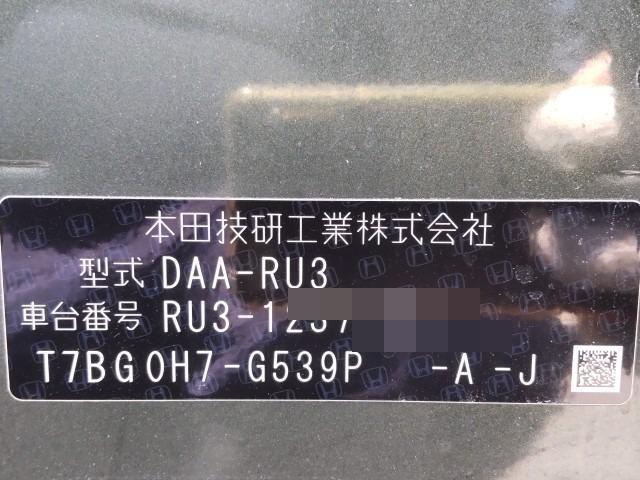 本田技研工業株式会社
型式 DAA-RU3
車台番号 RU3-1237
T7BG0H7-G539P -A -J